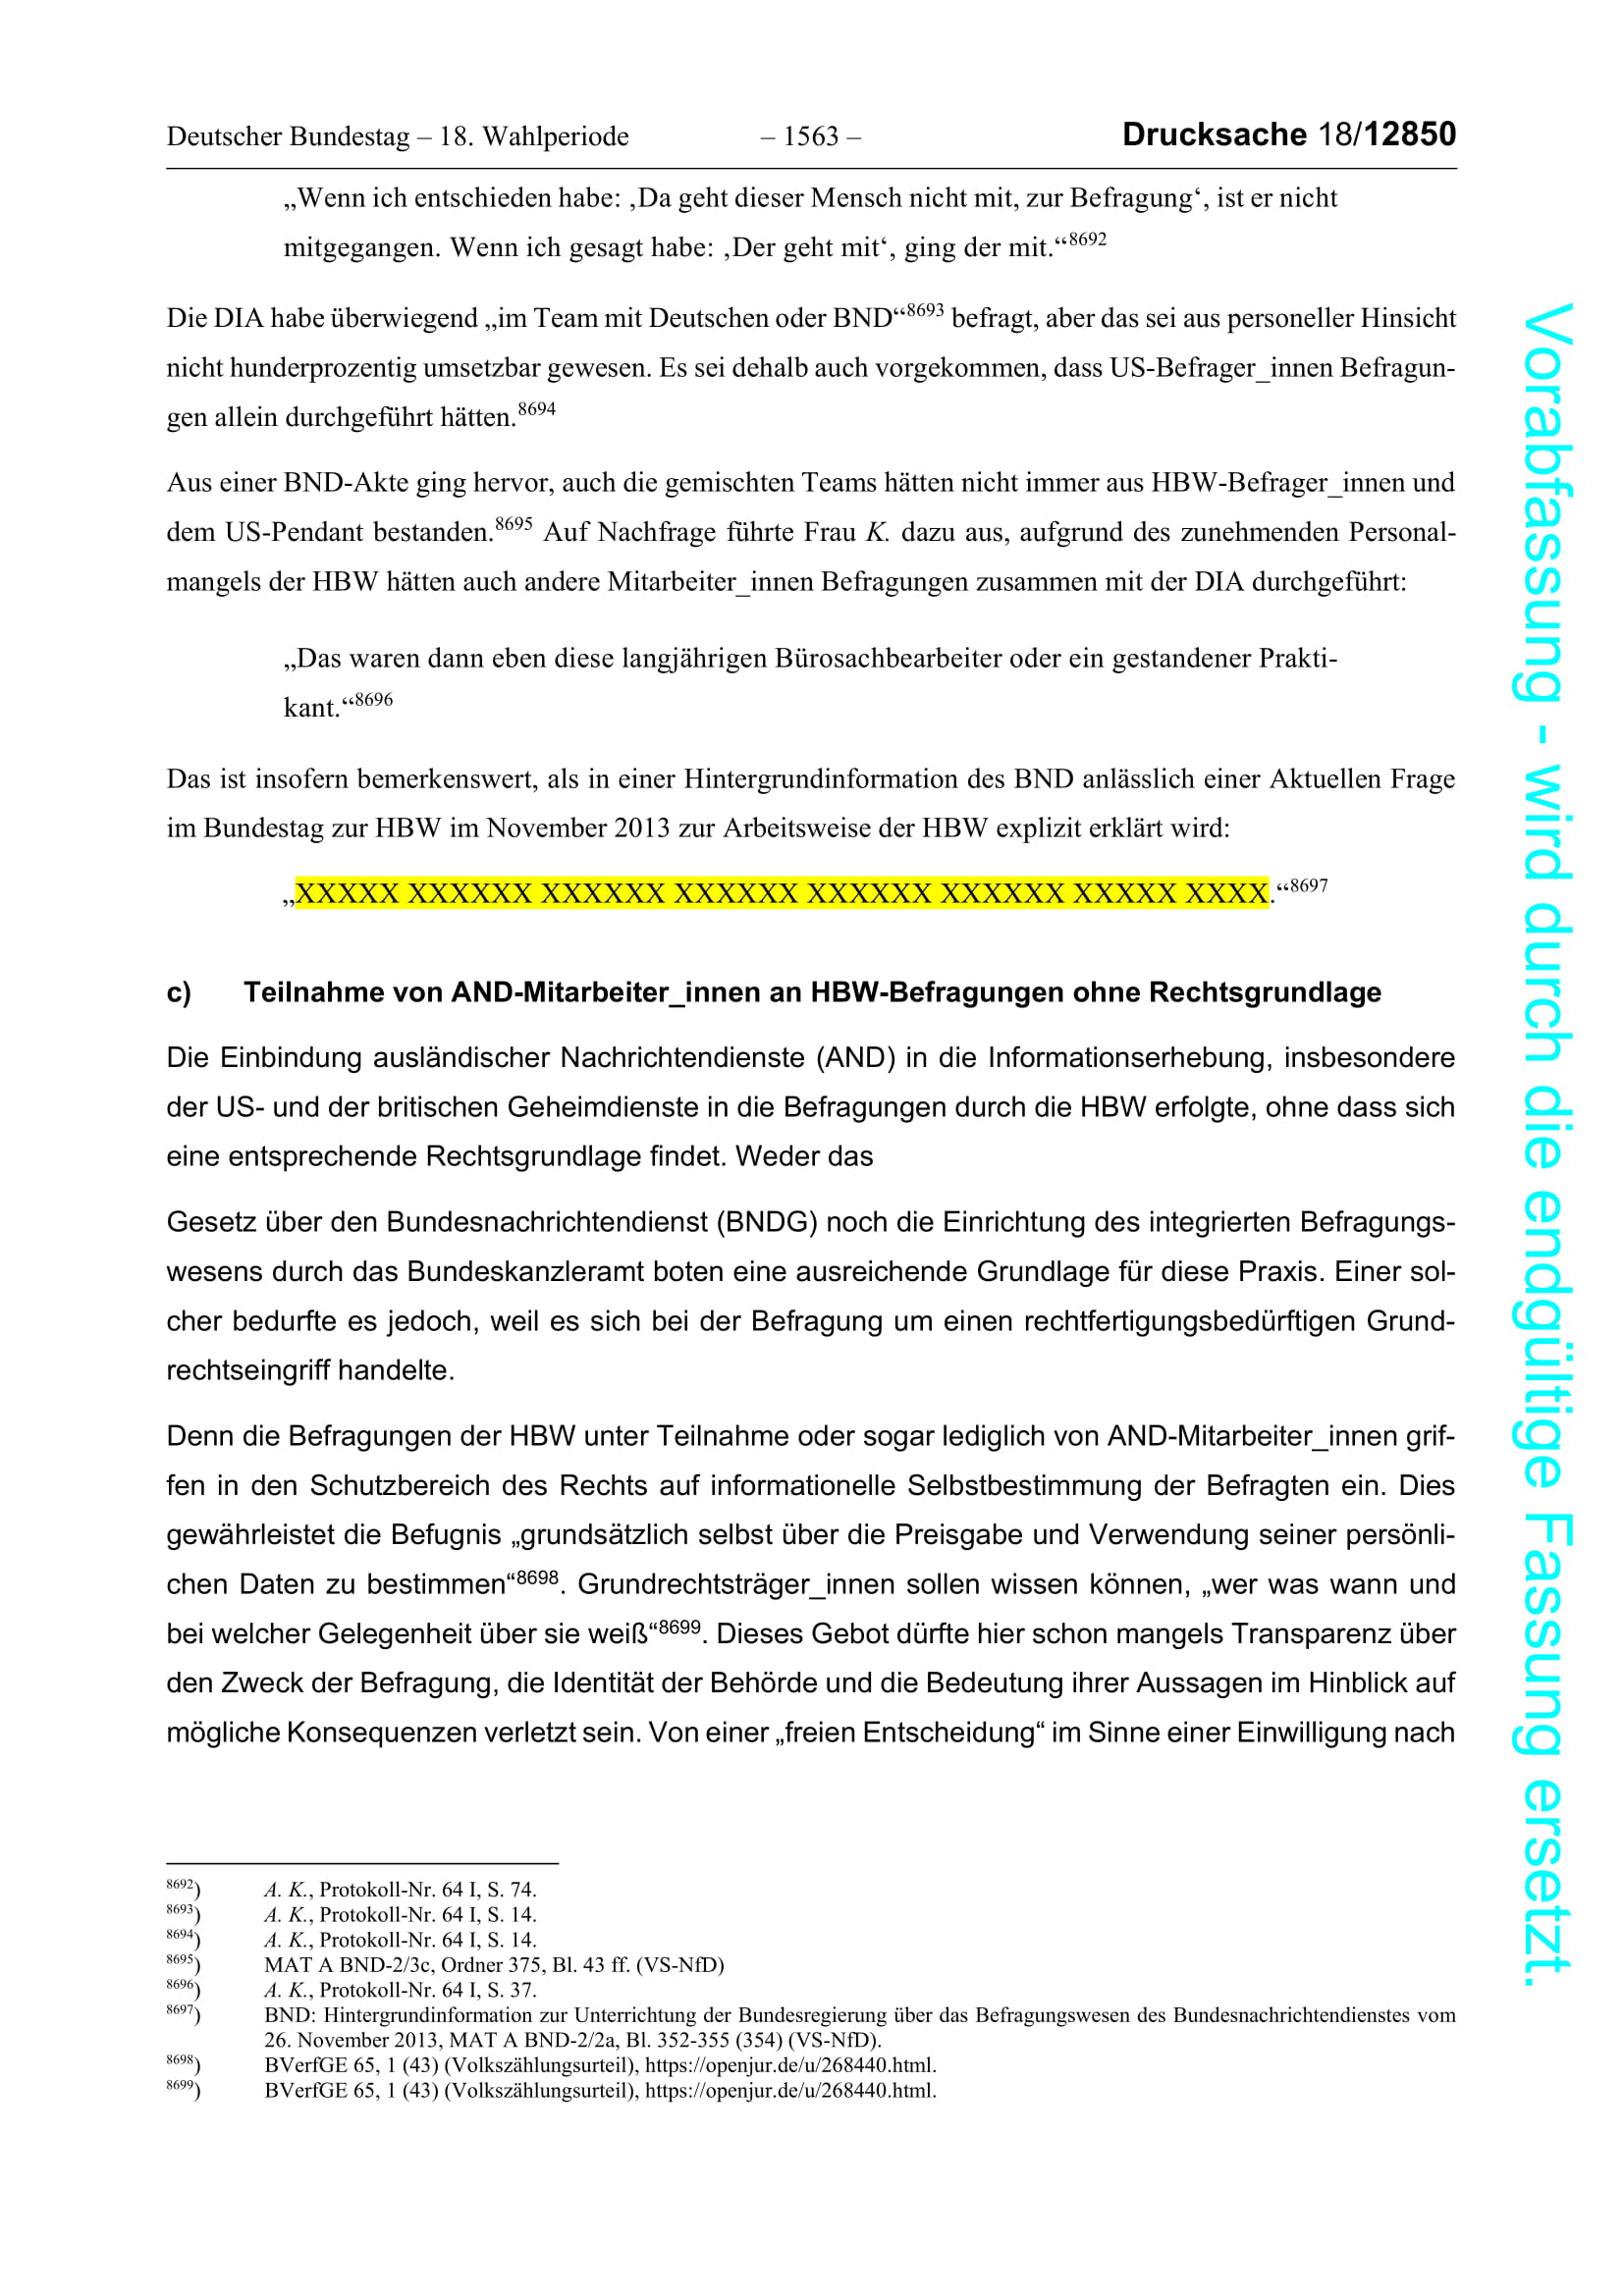 Deutscher Bundestag – 18. Wahlperiode – 1563 – Drucksache 18/12850
„Wenn ich entschieden habe: ‚Da geht dieser Mensch nicht mit, zur Befragung‘, ist er nicht
mitgegangen. Wenn ich gesagt habe: ‚Der geht mit‘, ging der mit.“8692
Die DIA habe überwiegend „im Team mit Deutschen oder BND“8693 befragt, aber das sei aus personeller Hinsicht
nicht hunderprozentig umsetzbar gewesen. Es sei dehalb auch vorgekommen, dass US-Befrager_innen Befragun-
gen allein durchgeführt hätten.8694
Aus einer BND-Akte ging hervor, auch die gemischten Teams hätten nicht immer aus HBW-Befrager_innen und
dem US-Pendant bestanden.8695 Auf Nachfrage führte Frau K. dazu aus, aufgrund des zunehmenden Personal-
mangels der HBW hätten auch andere Mitarbeiter_innen Befragungen zusammen mit der DIA durchgeführt:
„Das waren dann eben diese langjährigen Bürosachbearbeiter oder ein gestandener Prakti-
kant.“8696
Das ist insofern bemerkenswert, als in einer Hintergrundinformation des BND anlässlich einer Aktuellen Frage
im Bundestag zur HBW im November 2013 zur Arbeitsweise der HBW explizit erklärt wird:
„XXXXX XXXXXX XXXXXX XXXXXX XXXXXX XXXXXX XXXXX XXXX.“8697
c) Teilnahme von AND-Mitarbeiter_innen an HBW-Befragungen ohne Rechtsgrundlage
Die Einbindung ausländischer Nachrichtendienste (AND) in die Informationserhebung, insbesondere
der US- und der britischen Geheimdienste in die Befragungen durch die HBW erfolgte, ohne dass sich
eine entsprechende Rechtsgrundlage findet. Weder das
Gesetz über den Bundesnachrichtendienst (BNDG) noch die Einrichtung des integrierten Befragungs-
wesens durch das Bundeskanzleramt boten eine ausreichende Grundlage für diese Praxis. Einer sol-
cher bedurfte es jedoch, weil es sich bei der Befragung um einen rechtfertigungsbedürftigen Grund-
rechtseingriff handelte.
Denn die Befragungen der HBW unter Teilnahme oder sogar lediglich von AND-Mitarbeiter_innen grif-
fen in den Schutzbereich des Rechts auf informationelle Selbstbestimmung der Befragten ein. Dies
gewährleistet die Befugnis „grundsätzlich selbst über die Preisgabe und Verwendung seiner persönli-
chen Daten zu bestimmen“8698. Grundrechtsträger_innen sollen wissen können, „wer was wann und
bei welcher Gelegenheit über sie weiß“8699. Dieses Gebot dürfte hier schon mangels Transparenz über
den Zweck der Befragung, die Identität der Behörde und die Bedeutung ihrer Aussagen im Hinblick auf
mögliche Konsequenzen verletzt sein. Von einer „freien Entscheidung“ im Sinne einer Einwilligung nach
8692) A. K., Protokoll-Nr. 64 I, S. 74.
8693) A. K., Protokoll-Nr. 64 I, S. 14.
8694) A. K., Protokoll-Nr. 64 I, S. 14.
8695) MAT A BND-2/3c, Ordner 375, Bl. 43 ff. (VS-NfD)
8696) A. K., Protokoll-Nr. 64 I, S. 37.
8697) BND: Hintergrundinformation zur Unterrichtung der Bundesregierung über das Befragungswesen des Bundesnachrichtendienstes vom
26. November 2013, MAT A BND-2/2a, Bl. 352-355 (354) (VS-NfD).
8698) BVerfGE 65, 1 (43) (Volkszählungsurteil), https://openjur.de/u/268440.html.
8699) BVerfGE 65, 1 (43) (Volkszählungsurteil), https://openjur.de/u/268440.html.
Vorabfassung - wird durch die endgültige Fassung ersetzt.